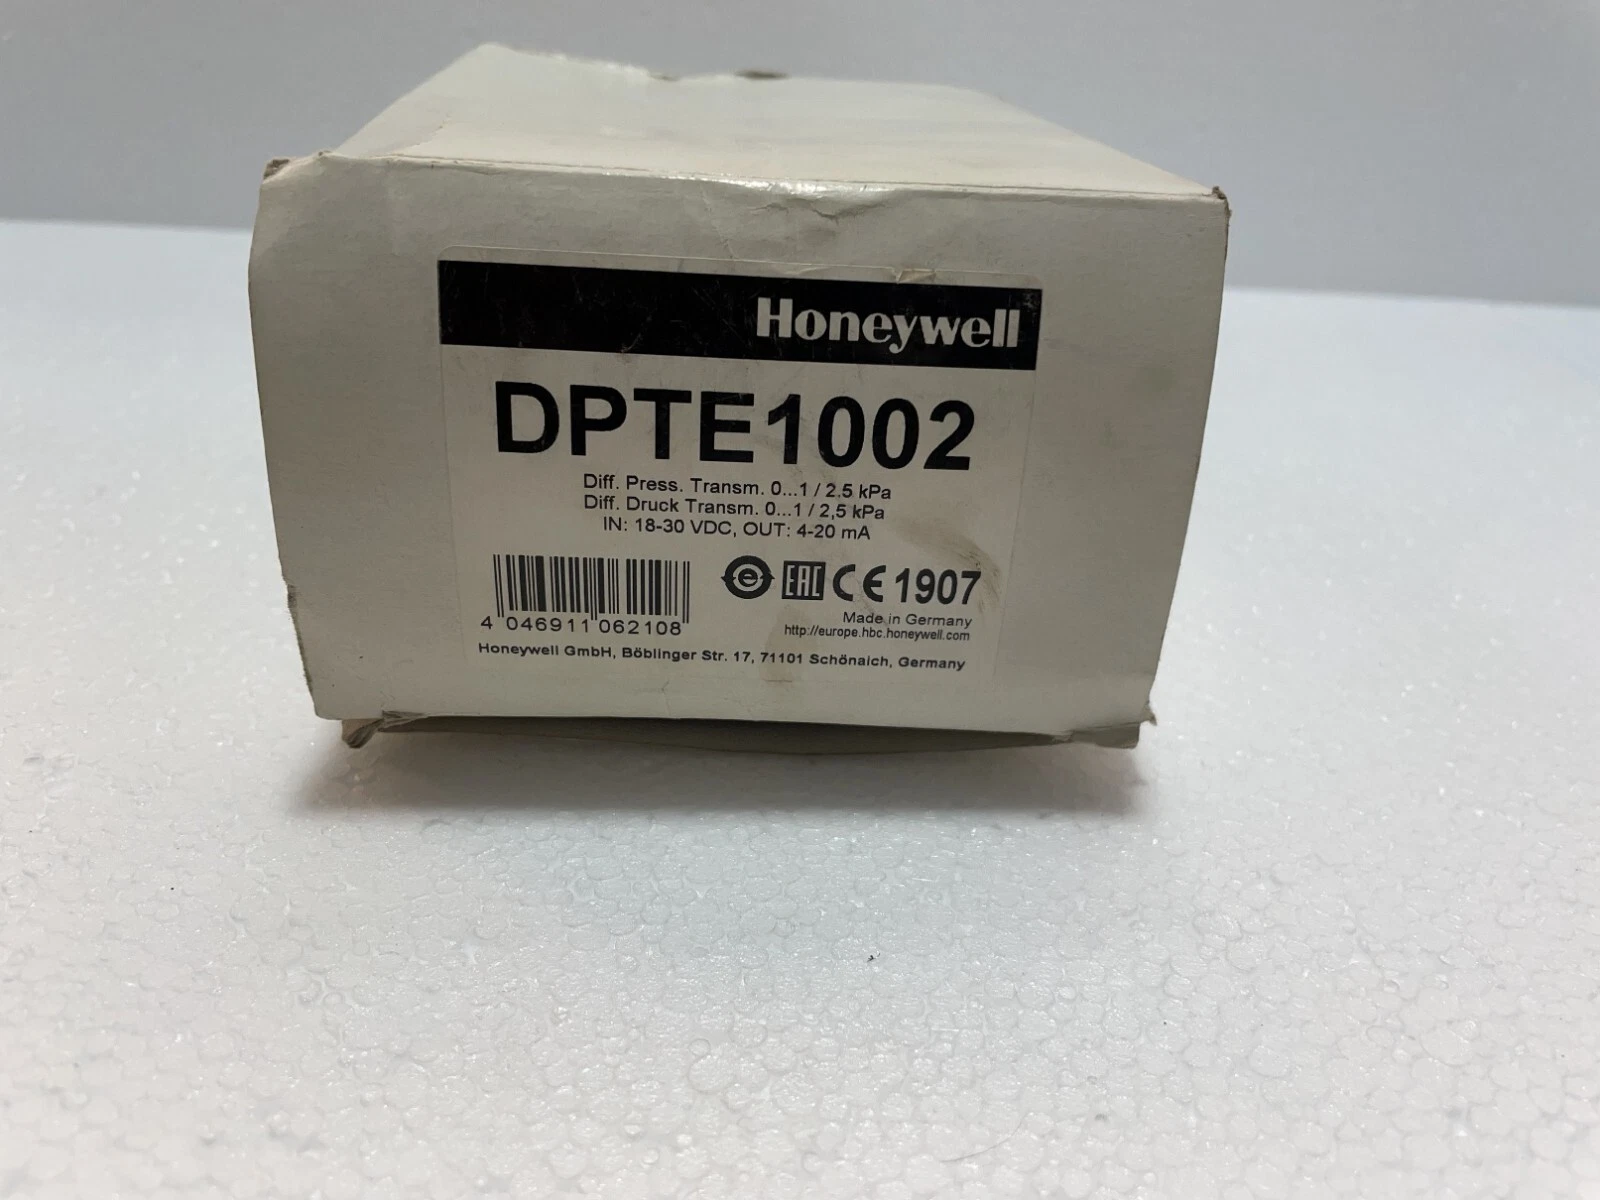 Honeywell
DPTE1002
Diff. Press. Transm. 0...1 / 2.5 kPa
Diff. Druck Transm. 0...1 / 2,5 kPa
IN: 18-30 VDC, OUT: 4-20 mA
e EAC CE 1907
4 046911 062108
Made in Germany
http://europe.hbc.honeywell.com
Honeywell GmbH, Böblinger Str. 17, 71101 Schönaich, Germany